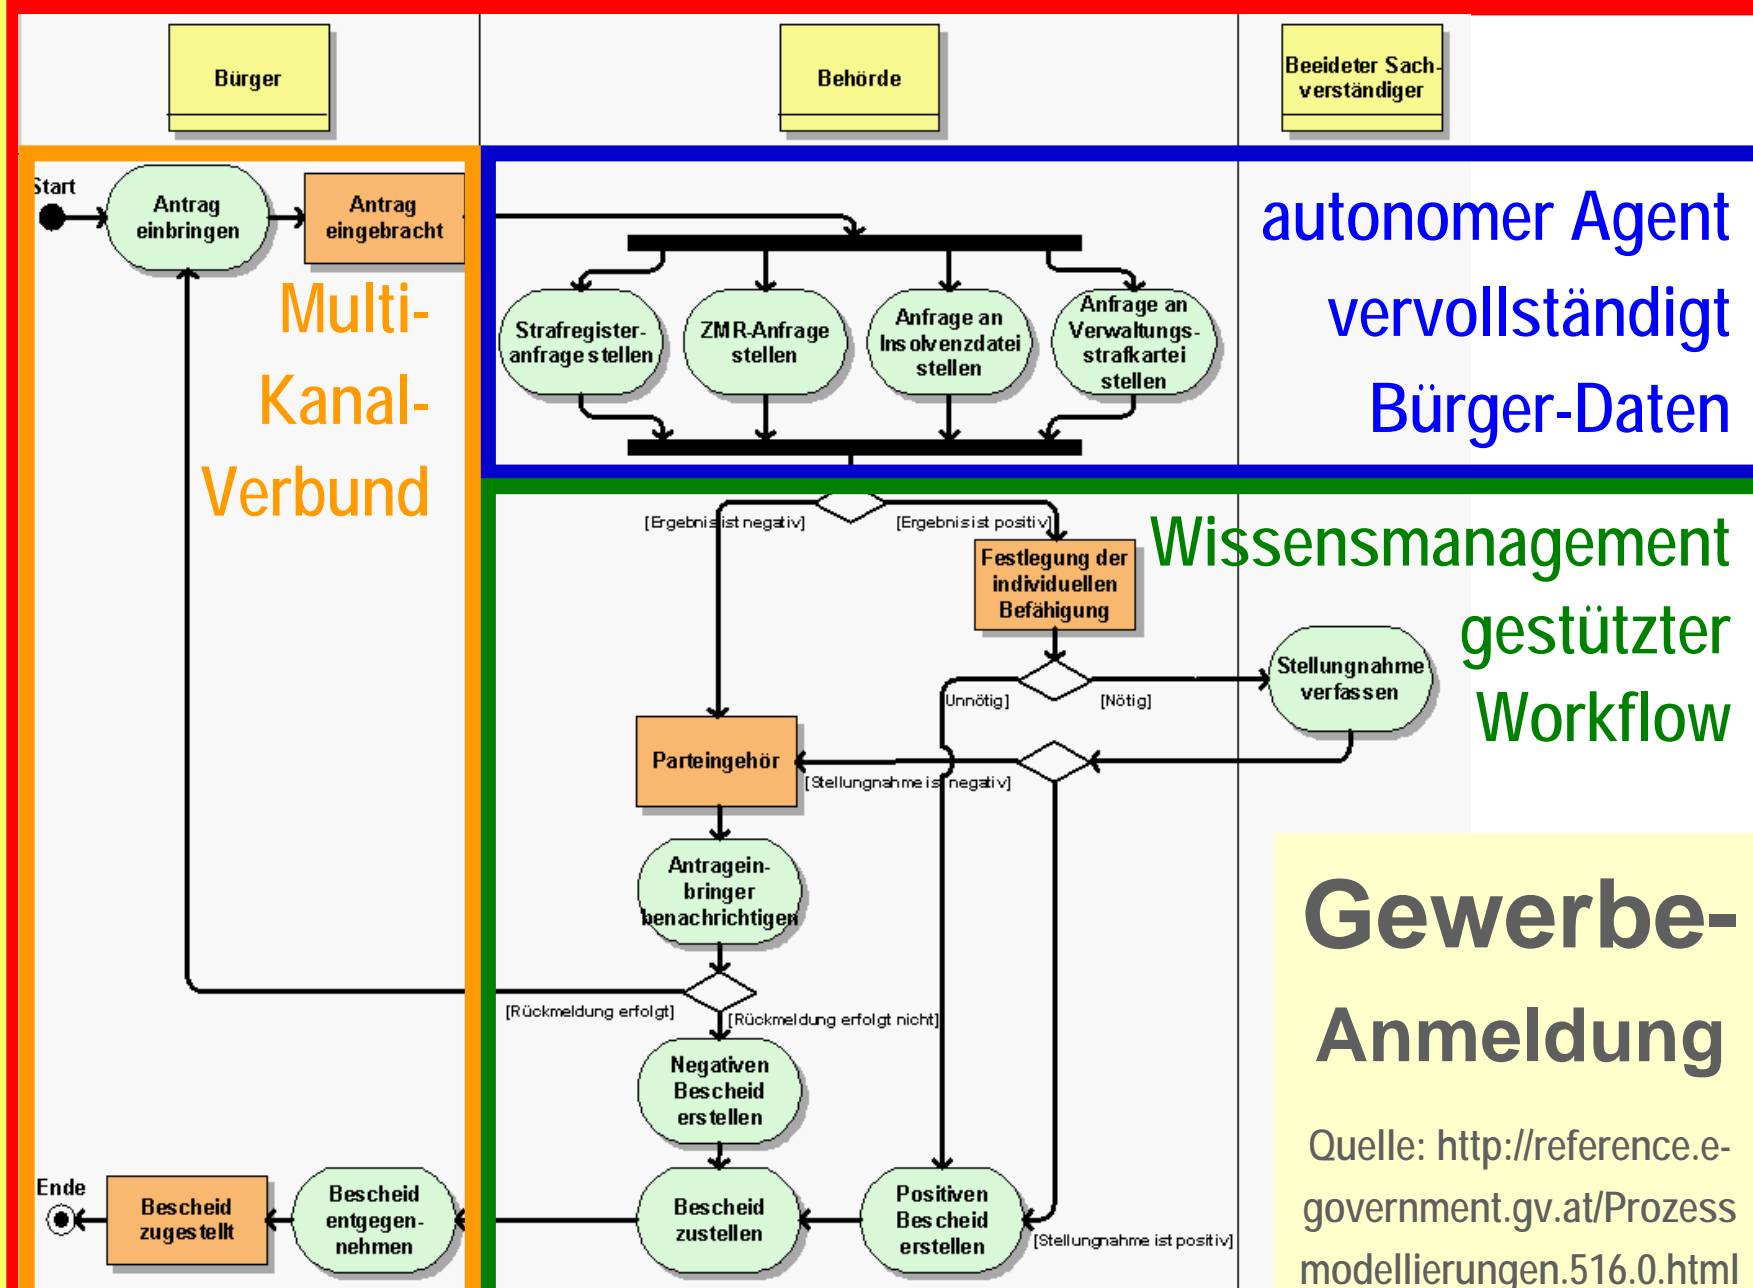 Bürger
Behörde
Beeideter Sach-
verständiger
Start
Antrag
einbringen
Antrag
eingebracht
Multi-
Kanal-
Verbund
autonomer Agent
vervollständigt
Bürger-Daten
Strafregister-
anfrage stellen
ZMR-Anfrage
stellen
Anfrage an
Insolvenzdatei
stellen
Anfrage an
Verwaltungs-
strafkartei
stellen
[Ergebnis ist negativ]
[Ergebnis ist positiv]
Festlegung der
individuellen
Befähigung
Wissensmanagement
gestützter
Workflow
Unnötig]
[Nötig]
Stellungnahme
verfassen
Parteingehör
[Stellungnahme ist negativ]
Antragein-
bringer
benachrichtigen
[Rückmeldung erfolgt]
[Rückmeldung erfolgt nicht]
Negativen
Bescheid
erstellen
Ende
Bescheid
zugestellt
Bescheid
entgegen-
nehmen
Bescheid
zustellen
Positiven
Bescheid
erstellen
[Stellungnahme ist positiv]
Gewerbe-
Anmeldung
Quelle: http://reference.e-
government.gv.at/Prozess
modellierungen.516.0.html